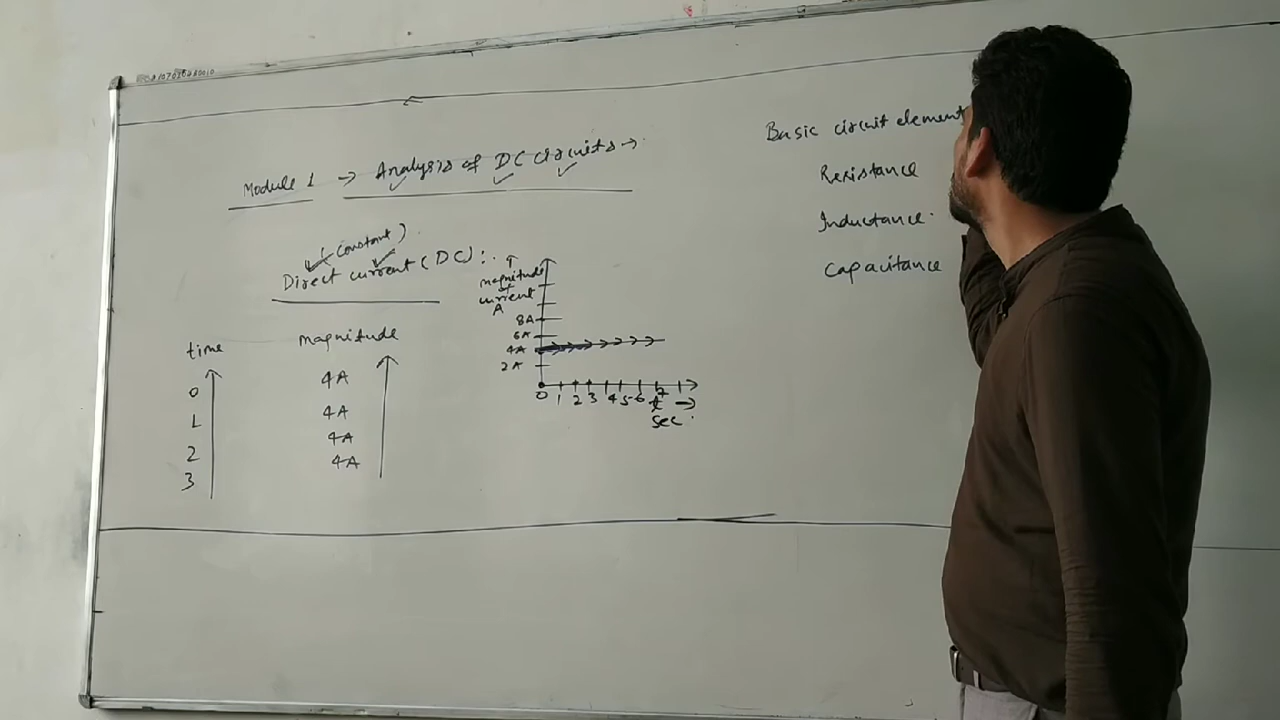 Module 1 → Analysis of DC circuits →
(Constant)
Direct current (DC):
time magnitude
0 4A
1 4A
2 4A
3 4A
magnitude
of
current
A
8A
6A
4A
2A
0 1 2 3 4 5 6 7
t →
sec
Basic circuit element
Resistance
Inductance
Capacitance